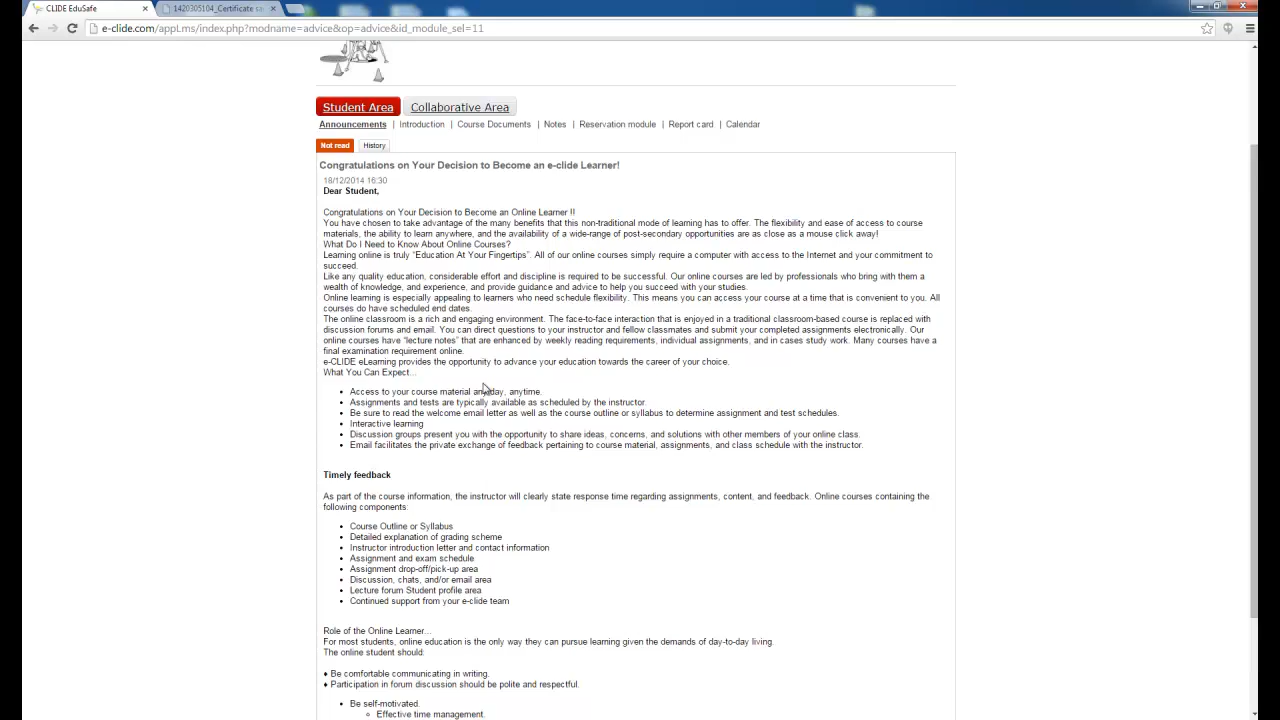 CLIDE EduSafe
1420305104_Certificate sa
e-clide.com/appLms/index.php?modname=advice&op=advice&id_module_sel=11
Student Area Collaborative Area
Announcements | Introduction | Course Documents | Notes | Reservation module | Report card | Calendar
Not read History
Congratulations on Your Decision to Become an e-clide Learner!
18/12/2014 16:30
Dear Student,
Congratulations on Your Decision to Become an Online Learner !!
You have chosen to take advantage of the many benefits that this non-traditional mode of learning has to offer. The flexibility and ease of access to course
materials, the ability to learn anywhere, and the availability of a wide-range of post-secondary opportunities are as close as a mouse click away!
What Do I Need to Know About Online Courses?
Learning online is truly “Education At Your Fingertips”. All of our online courses simply require a computer with access to the Internet and your commitment to
succeed.
Like any quality education, considerable effort and discipline is required to be successful. Our online courses are led by professionals who bring with them a
wealth of knowledge, and experience, and provide guidance and advice to help you succeed with your studies.
Online learning is especially appealing to learners who need schedule flexibility. This means you can access your course at a time that is convenient to you. All
courses do have scheduled end dates.
The online classroom is a rich and engaging environment. The face-to-face interaction that is enjoyed in a traditional classroom-based course is replaced with
discussion forums and email. You can direct questions to your instructor and fellow classmates and submit your completed assignments electronically. Our
online courses have “lecture notes” that are enhanced by weekly reading requirements, individual assignments, and in cases study work. Many courses have a
final examination requirement online.
e-CLIDE eLearning provides the opportunity to advance your education towards the career of your choice.
What You Can Expect...
• Access to your course material anyday, anytime.
• Assignments and tests are typically available as scheduled by the instructor.
• Be sure to read the welcome email letter as well as the course outline or syllabus to determine assignment and test schedules.
• Interactive learning
• Discussion groups present you with the opportunity to share ideas, concerns, and solutions with other members of your online class.
• Email facilitates the private exchange of feedback pertaining to course material, assignments, and class schedule with the instructor.
Timely feedback
As part of the course information, the instructor will clearly state response time regarding assignments, content, and feedback. Online courses containing the
following components:
• Course Outline or Syllabus
• Detailed explanation of grading scheme
• Instructor introduction letter and contact information
• Assignment and exam schedule
• Assignment drop-off/pick-up area
• Discussion, chats, and/or email area
• Lecture forum Student profile area
• Continued support from your e-clide team
Role of the Online Learner...
For most students, online education is the only way they can pursue learning given the demands of day-to-day living.
The online student should:
♦ Be comfortable communicating in writing.
♦ Participation in forum discussion should be polite and respectful.
• Be self-motivated.
◦ Effective time management.